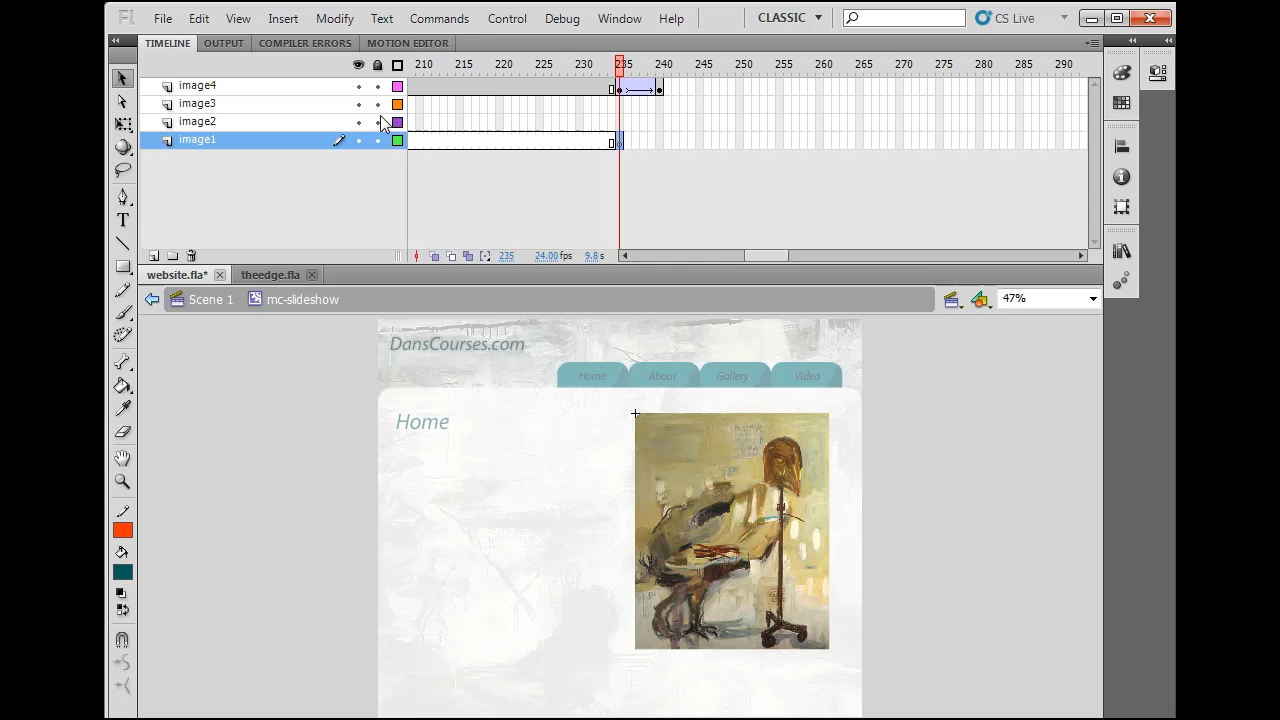 File Edit View Insert Modify Text Commands Control Debug Window Help CLASSIC CS Live
TIMELINE OUTPUT COMPILER ERRORS MOTION EDITOR
210 215 220 225 230 235 240 245 250 255 260 265 270 275 280 285 290
image4
image3
image2
image1
235 24.00 fps 9.8 s
website.fla* theedge.fla
Scene 1 mc-slideshow 47%
DansCourses.com
Home About Gallery Video
Home
T